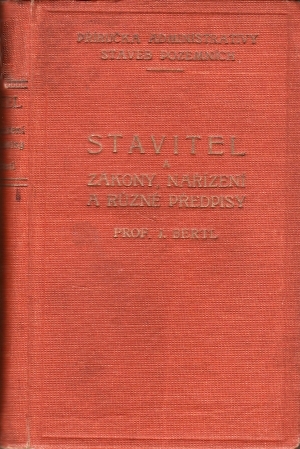 PŘÍRUČKA ADMINISTRATIVY
STAVEB POZEMNÍCH
STAVITEL
A
ZÁKONY, NAŘÍZENÍ
A RŮZNÉ PŘEDPISY
PROF. J. BERTL